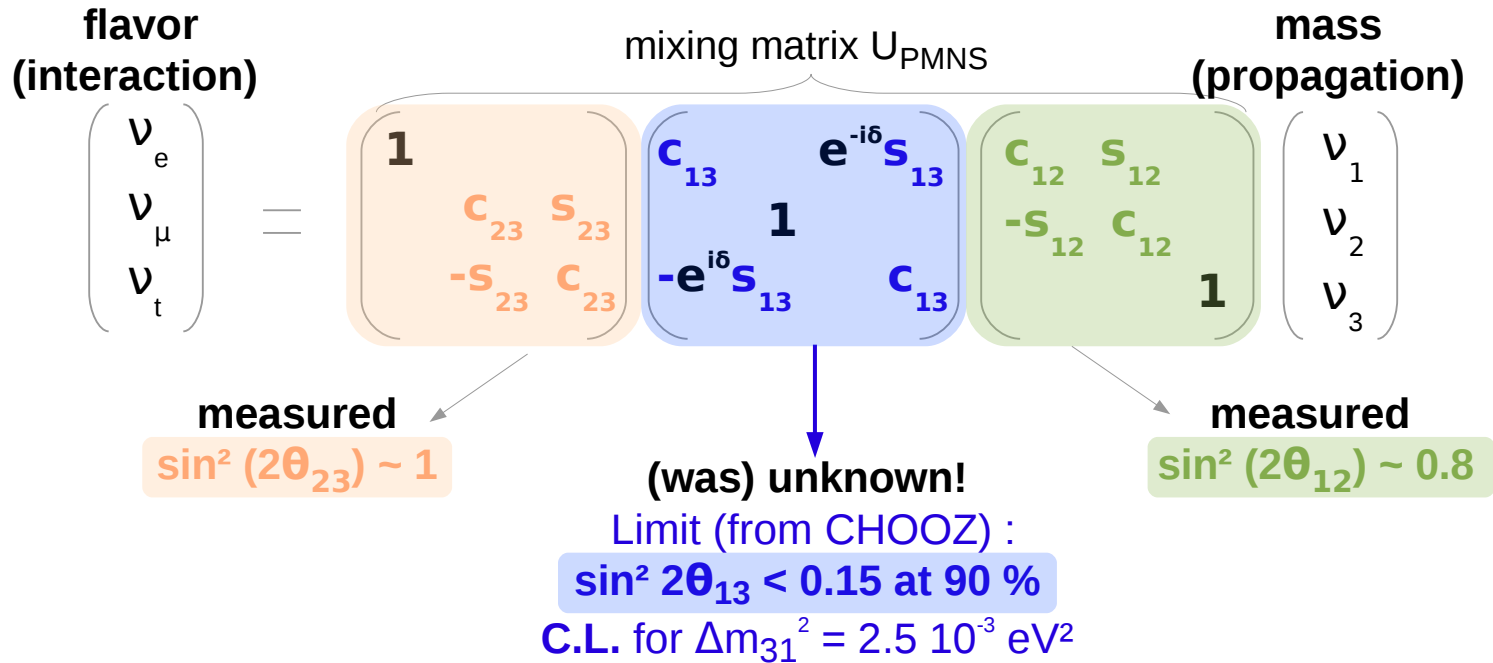 flavor
(interaction)
mixing matrix U_PMNS
mass
(propagation)
ν_e
ν_μ
ν_t
=
1
c_23 s_23
-s_23 c_23
c_13 e^-iδ s_13
1
-e^iδ s_13 c_13
c_12 s_12
-s_12 c_12
1
ν_1
ν_2
ν_3
measured
sin² (2θ_23) ~ 1
(was) unknown!
Limit (from CHOOZ) :
sin² 2θ_13 < 0.15 at 90 %
C.L. for Δm_31² = 2.5 10^-3 eV²
measured
sin² (2θ_12) ~ 0.8